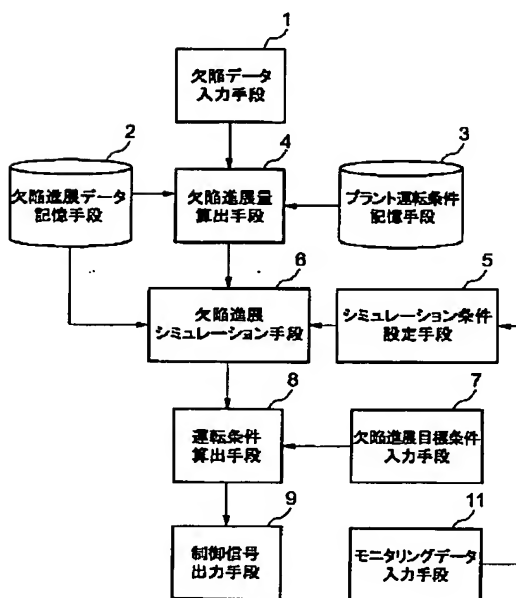 1
欠陥データ
入力手段
2
欠陥進展データ
記憶手段
4
欠陥進展量
算出手段
3
プラント運転条件
記憶手段
6
欠陥進展
シミュレーション手段
5
シミュレーション条件
設定手段
8
運転条件
算出手段
7
欠陥進展目標条件
入力手段
9
制御信号
出力手段
11
モニタリングデータ
入力手段